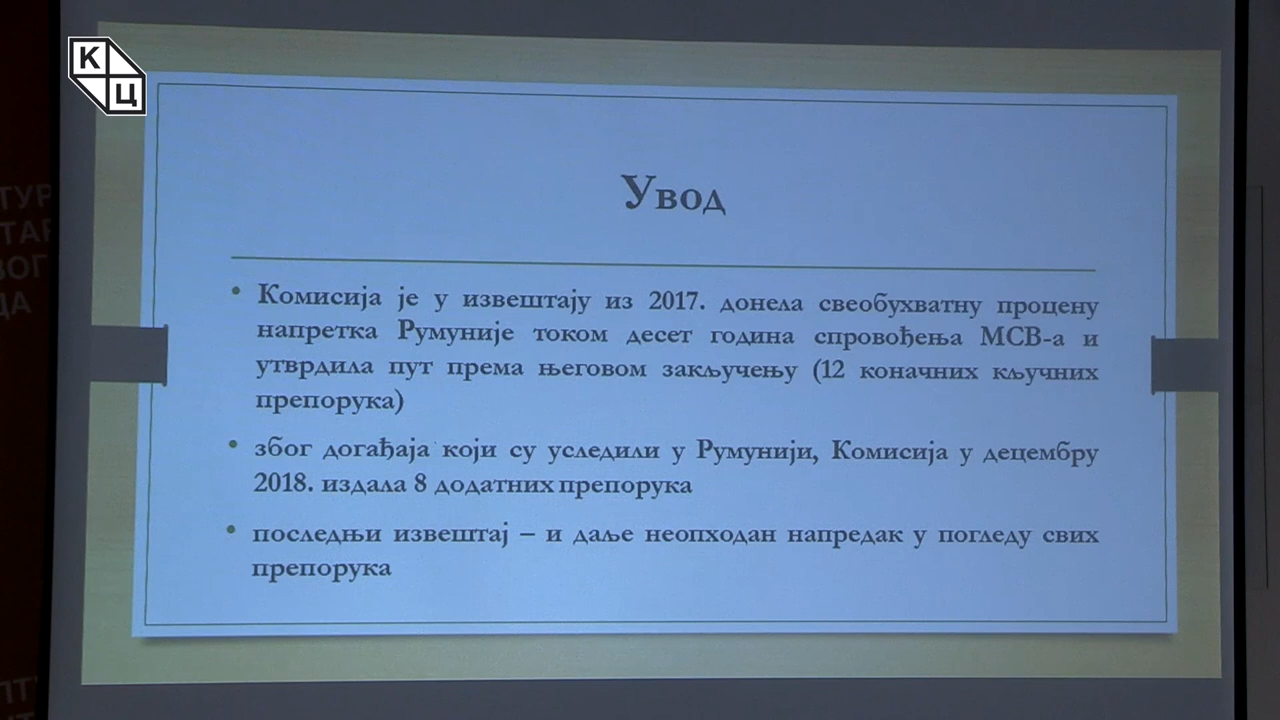 К
Ц
Увод
• Комисија је у извештају из 2017. донела свеобухватну процену
напретка Румуније током десет година спровођења МСВ-а и
утврдила пут према његовом закључењу (12 коначних кључних
препорука)
• због догађаја који су уследили у Румунији, Комисија у децембру
2018. издала 8 додатних препорука
• последњи извештај – и даље неопходан напредак у погледу свих
препорука